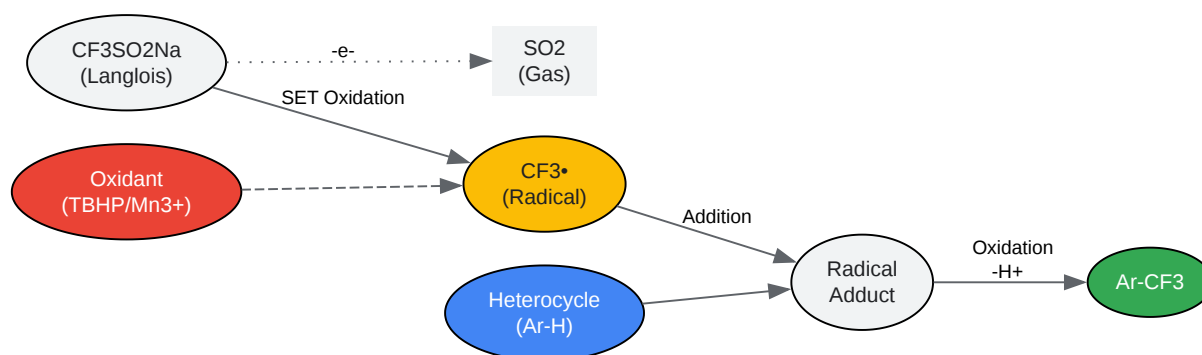 CF3SO2Na
(Langlois)
-e-
SO2
(Gas)
SET Oxidation
Oxidant
(TBHP/Mn3+)
CF3•
(Radical)
Addition
Heterocycle
(Ar-H)
Radical
Adduct
Oxidation
-H+
Ar-CF3